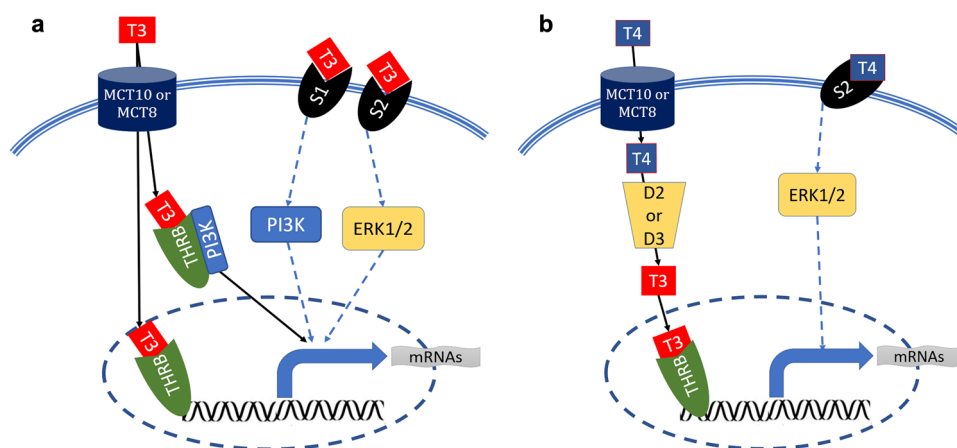 a
T3
MCT10 or
MCT8
T3
S1
T3
S2
T3
THRB
PI3K
PI3K
ERK1/2
T3
THRB
mRNAs
b
T4
MCT10 or
MCT8
T4
S2
T4
D2
or
D3
ERK1/2
T3
T3
THRB
mRNAs